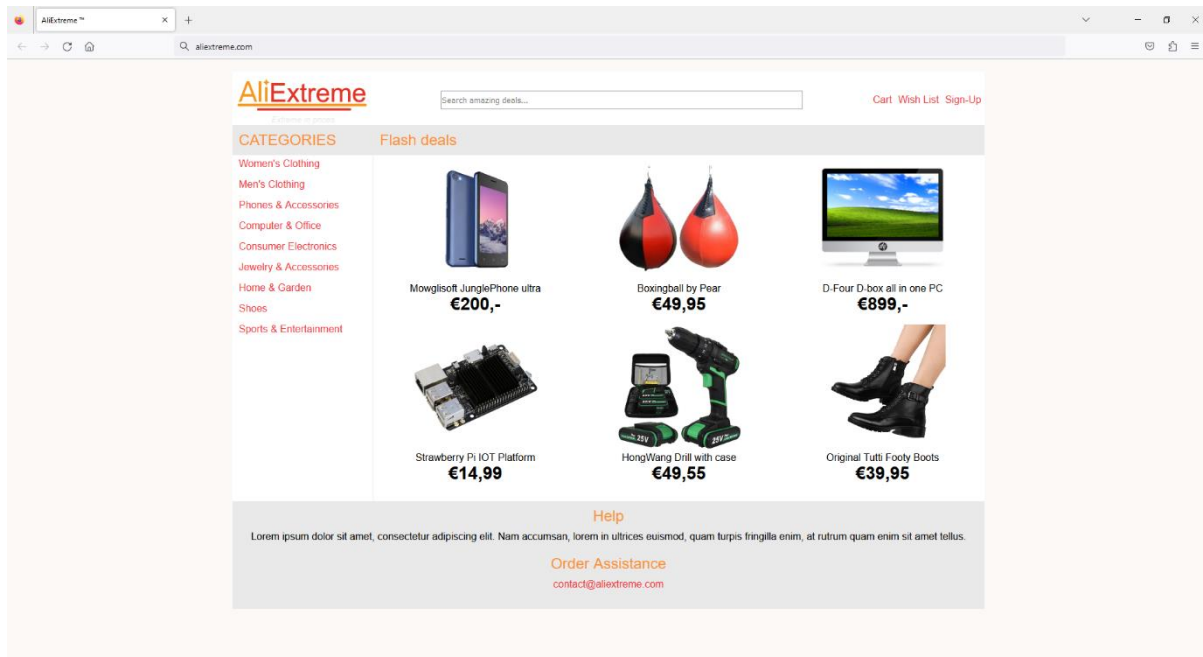 AliExtreme ™
aliextreme.com
AliExtreme
Extreme in prices
Search amazing deals...
Cart Wish List Sign-Up
CATEGORIES
Flash deals
Women's Clothing
Men's Clothing
Phones & Accessories
Computer & Office
Consumer Electronics
Jewelry & Accessories
Home & Garden
Shoes
Sports & Entertainment
Mowglisoft JunglePhone ultra
€200,-
Boxingball by Pear
€49,95
D-Four D-box all in one PC
€899,-
25V
25V
Strawberry Pi IOT Platform
€14,99
HongWang Drill with case
€49,55
Original Tutti Footy Boots
€39,95
Help
Lorem ipsum dolor sit amet, consectetur adipiscing elit. Nam accumsan, lorem in ultrices euismod, quam turpis fringilla enim, at rutrum quam enim sit amet tellus.
Order Assistance
contact@aliextreme.com